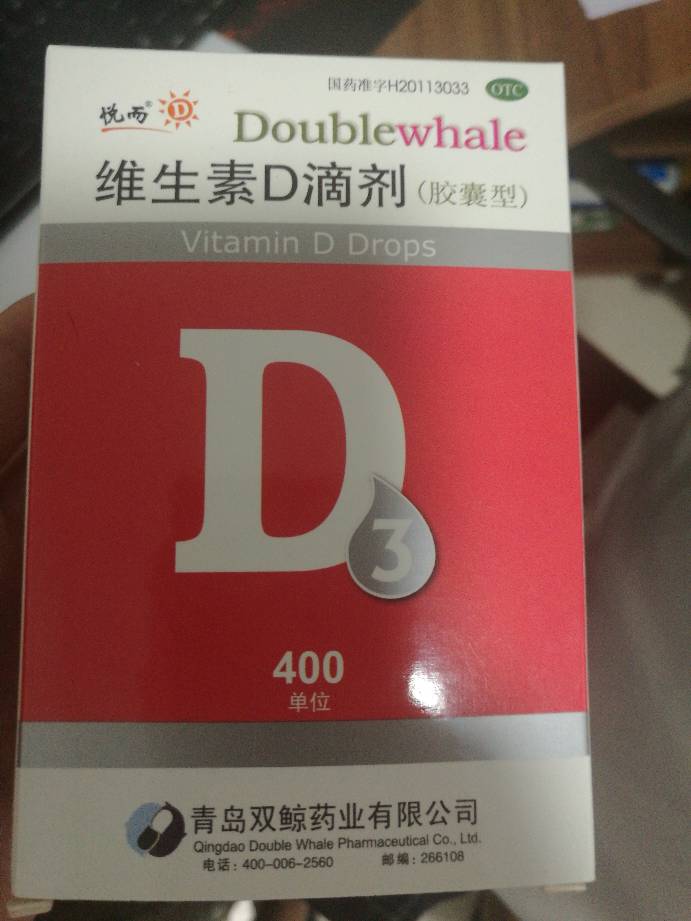 国药准字H20113033 OTC
悦而® D
Doublewhale
维生素D滴剂(胶囊型)
Vitamin D Drops
D
3
400
单位
青岛双鲸药业有限公司
Qingdao Double Whale Pharmaceutical Co., Ltd.
电话:400-006-2560 邮编:266108